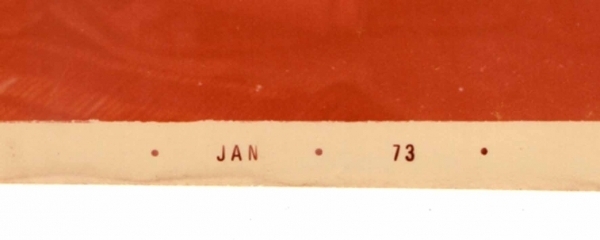 • JAN • 73 •